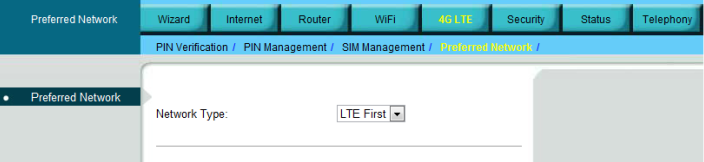 Preferred Network
Wizard Internet Router WiFi 4G LTE Security Status Telephony
PIN Verification / PIN Management / SIM Management / Preferred Network /
Preferred Network
Network Type: LTE First